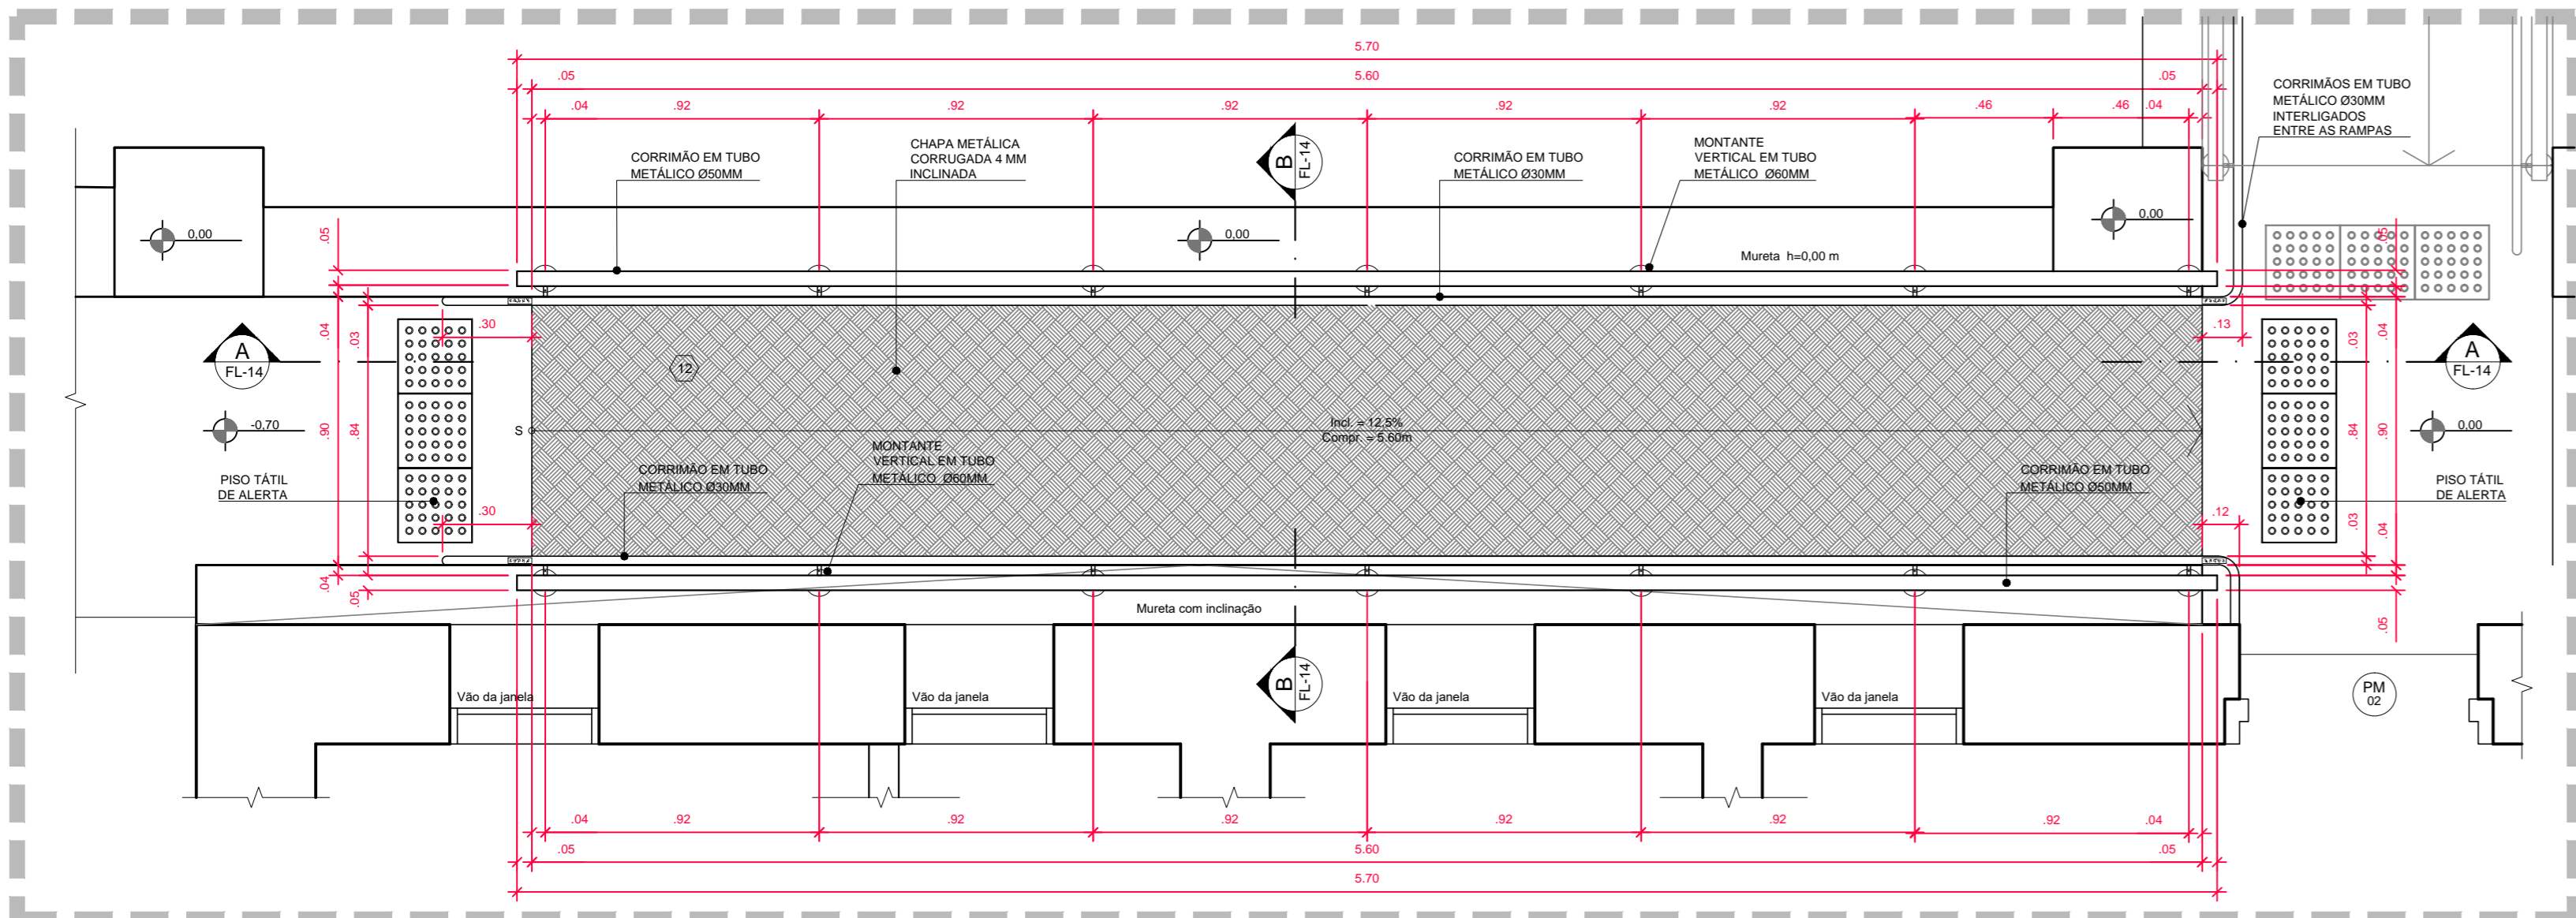 5.70
.05 5.60 .05
.04 .92 .92 .92 .92 .92 .46 .46 .04
CORRIMÃOS EM TUBO
METÁLICO Ø30MM
INTERLIGADOS
ENTRE AS RAMPAS
CORRIMÃO EM TUBO
METÁLICO Ø50MM
CHAPA METÁLICA
CORRUGADA 4 MM
INCLINADA
B
FL-14
CORRIMÃO EM TUBO
METÁLICO Ø30MM
MONTANTE
VERTICAL EM TUBO
METÁLICO Ø60MM
0,00
0,00
0,00
.05
.05
Mureta h=0,00 m
.30
.13
.04
.03
.03
.04
A
FL-14
12
A
FL-14
-0,70
S
.90
.84
Incl. = 12,5%
Compr. = 5.60m
.84
.90
0,00
MONTANTE
VERTICAL EM TUBO
METÁLICO Ø60MM
CORRIMÃO EM TUBO
METÁLICO Ø30MM
CORRIMÃO EM TUBO
METÁLICO Ø50MM
PISO TÁTIL
DE ALERTA
PISO TÁTIL
DE ALERTA
.30
.12
.03
.04
.04
.05
.05
Mureta com inclinação
Vão da janela
Vão da janela
B
FL-14
Vão da janela
Vão da janela
PM
02
.04 .92 .92 .92 .92 .92 .92 .04
.05 5.60 .05
5.70